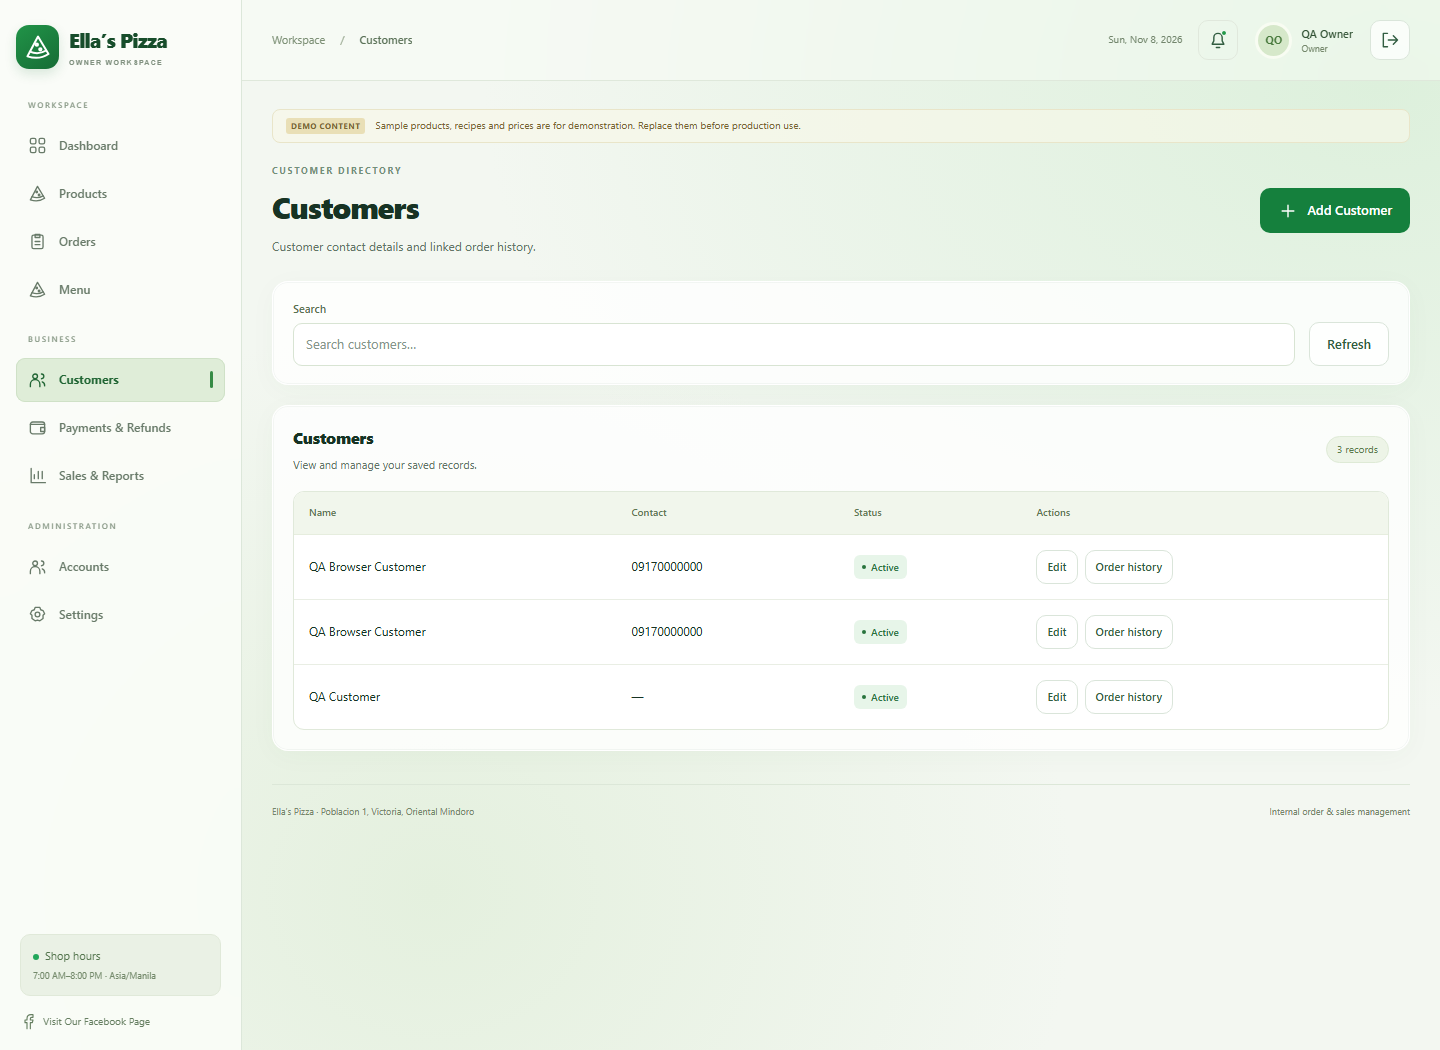 Ella's Pizza
OWNER WORKSPACE
WORKSPACE
Dashboard
Products
Orders
Menu
BUSINESS
Customers
Payments & Refunds
Sales & Reports
ADMINISTRATION
Accounts
Settings
Shop hours
7:00 AM–8:00 PM · Asia/Manila
Visit Our Facebook Page
Workspace / Customers
Sun, Nov 8, 2026
QO
QA Owner
Owner
DEMO CONTENT Sample products, recipes and prices are for demonstration. Replace them before production use.
CUSTOMER DIRECTORY
Customers
Customer contact details and linked order history.
Add Customer
Search
Search customers...
Refresh
Customers
View and manage your saved records.
3 records
Name Contact Status Actions
QA Browser Customer 09170000000 Active Edit Order history
QA Browser Customer 09170000000 Active Edit Order history
QA Customer — Active Edit Order history
Ella's Pizza · Poblacion 1, Victoria, Oriental Mindoro
Internal order & sales management